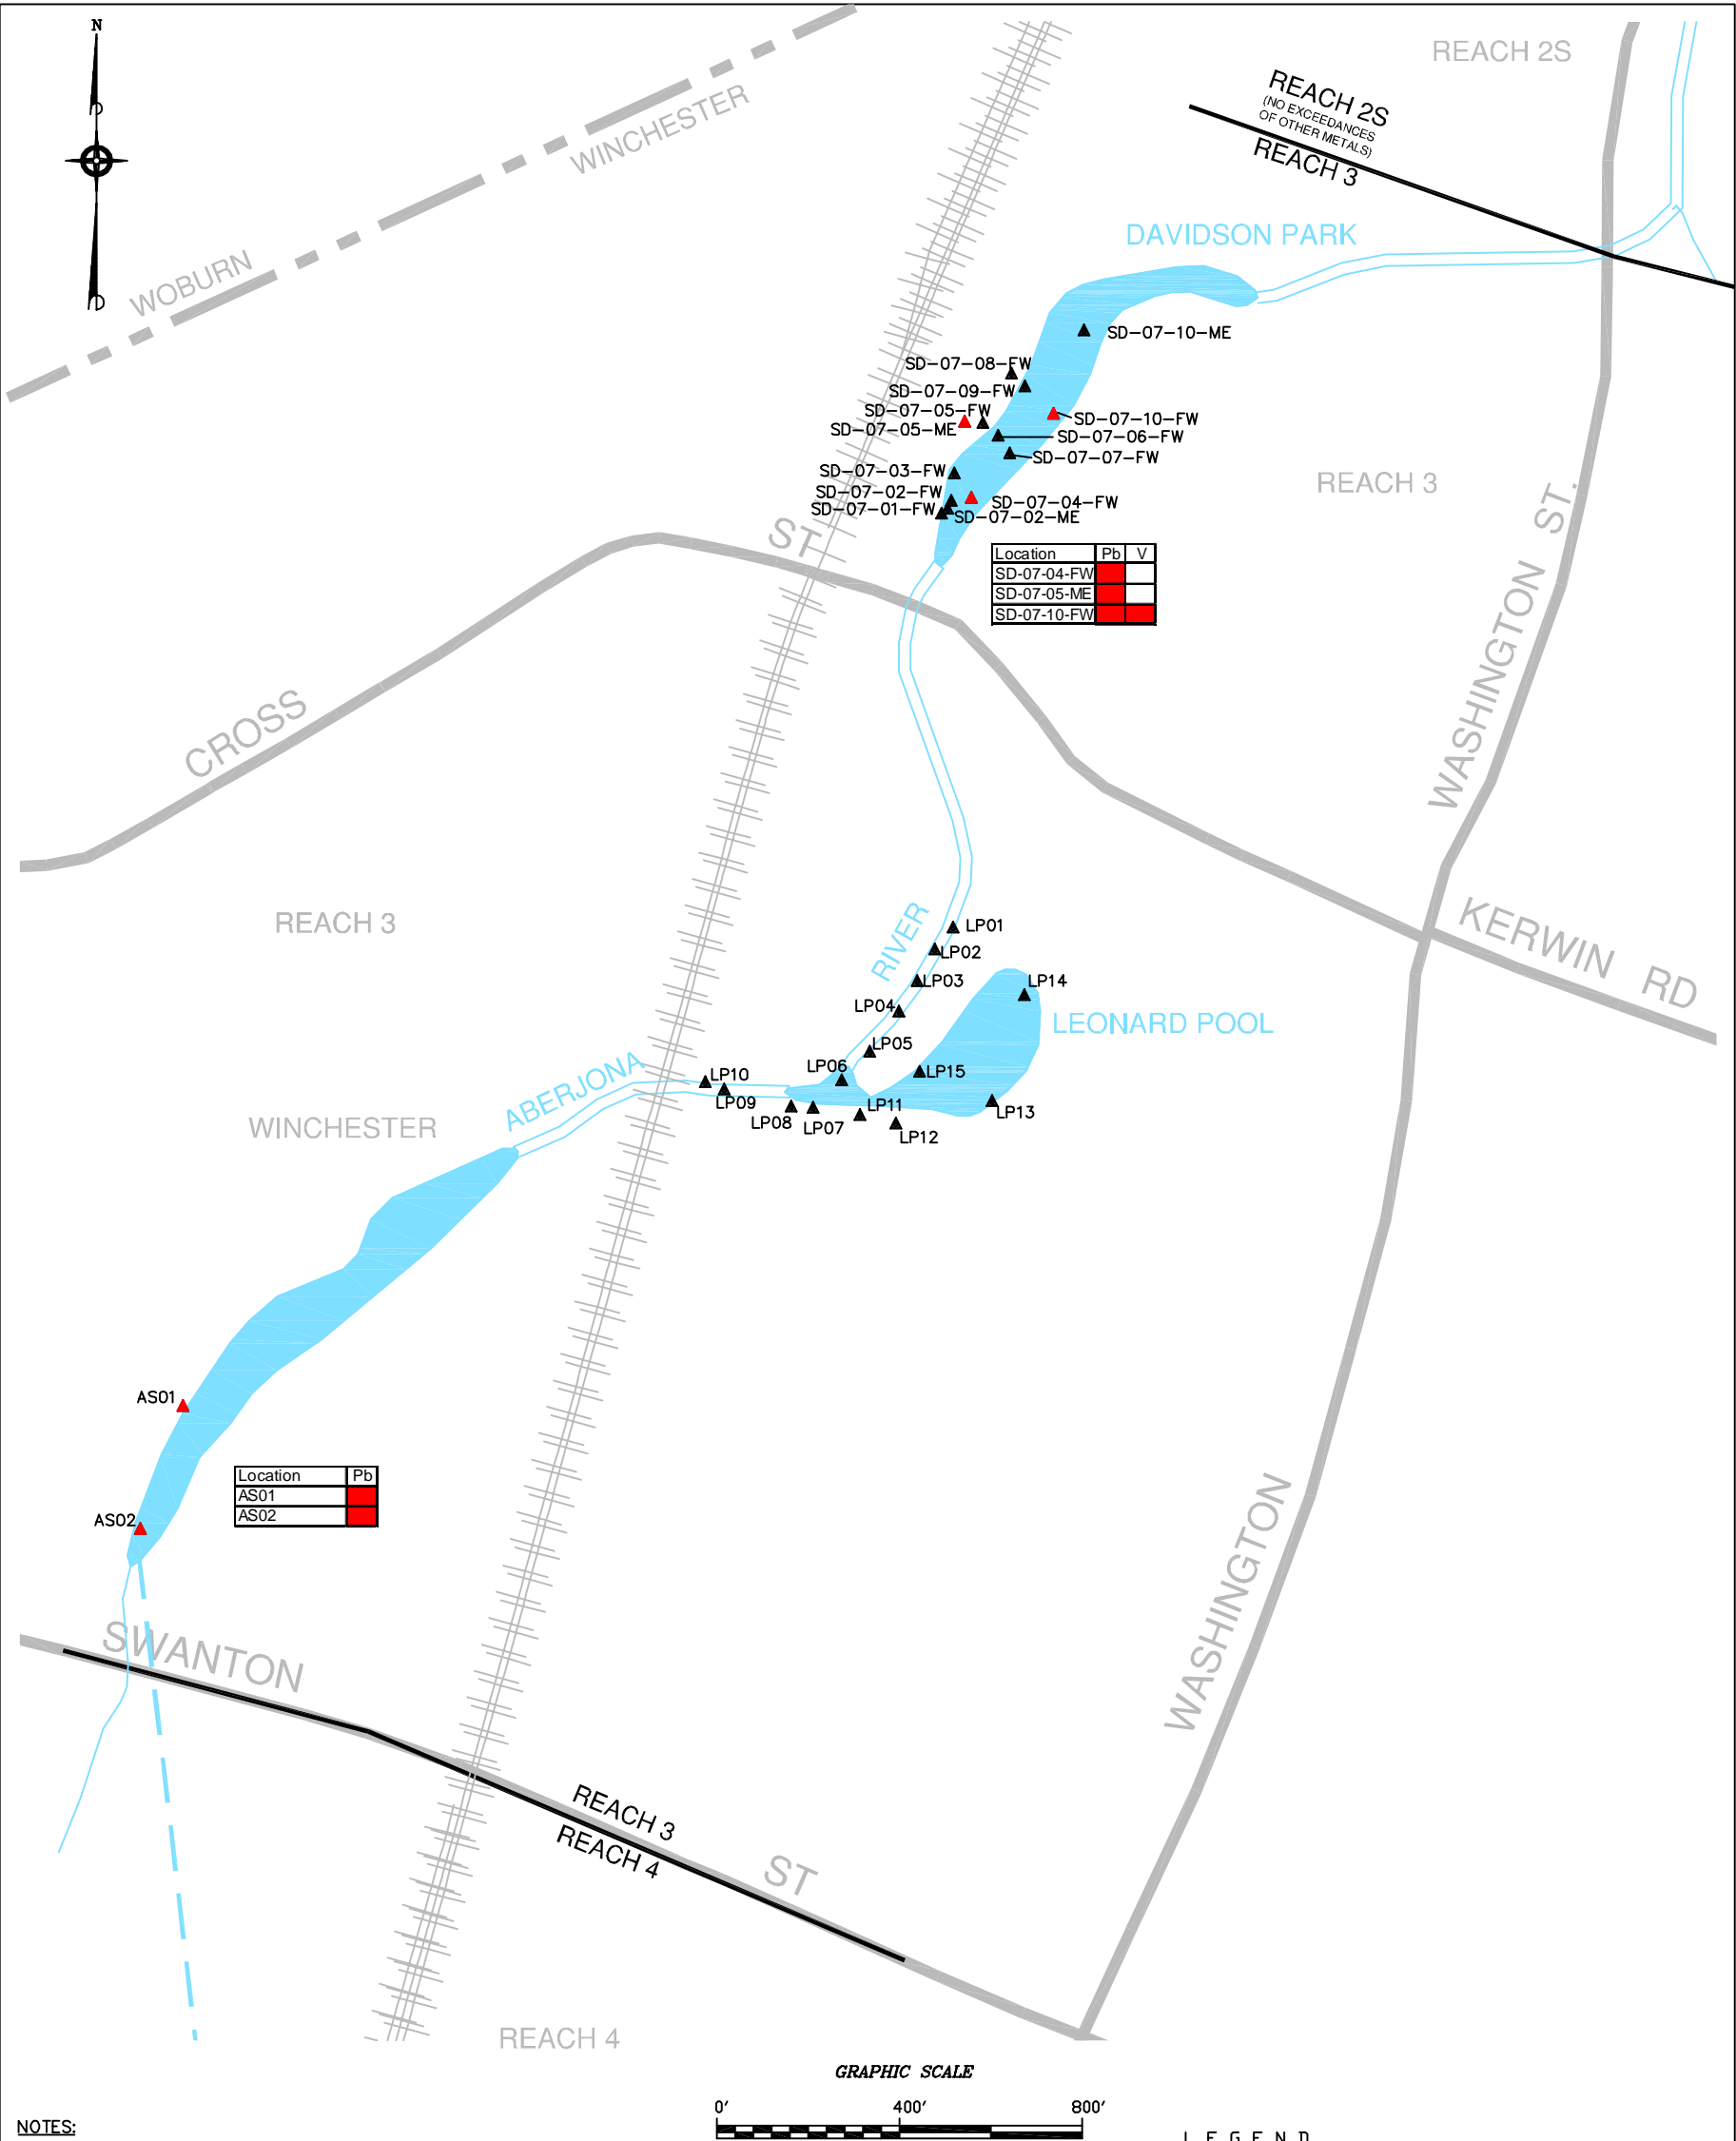 N
REACH 2S
REACH 2S
(NO EXCEEDANCES
OF OTHER METALS)
REACH 3
WINCHESTER
WOBURN
DAVIDSON PARK
SD-07-10-ME
SD-07-08-FW
SD-07-09-FW
SD-07-05-FW
SD-07-10-FW
SD-07-05-ME
SD-07-06-FW
SD-07-07-FW
SD-07-03-FW
REACH 3
SD-07-02-FW
SD-07-04-FW
SD-07-01-FW
SD-07-02-ME
ST
WASHINGTON ST.
Location Pb V
SD-07-04-FW
SD-07-05-ME
SD-07-10-FW
CROSS
KERWIN RD
REACH 3
RIVER
LP01
LP02
LP03
LP14
LP04
LEONARD POOL
LP05
LP06
LP15
LP10
ABERJONA
LP09
LP11
LP13
LP08
LP07
LP12
WINCHESTER
AS01
Location Pb
AS01
AS02
AS02
WASHINGTON
SWANTON
REACH 3
REACH 4
ST
REACH 4
GRAPHIC SCALE
0' 400' 800'
NOTES:
LEGEND